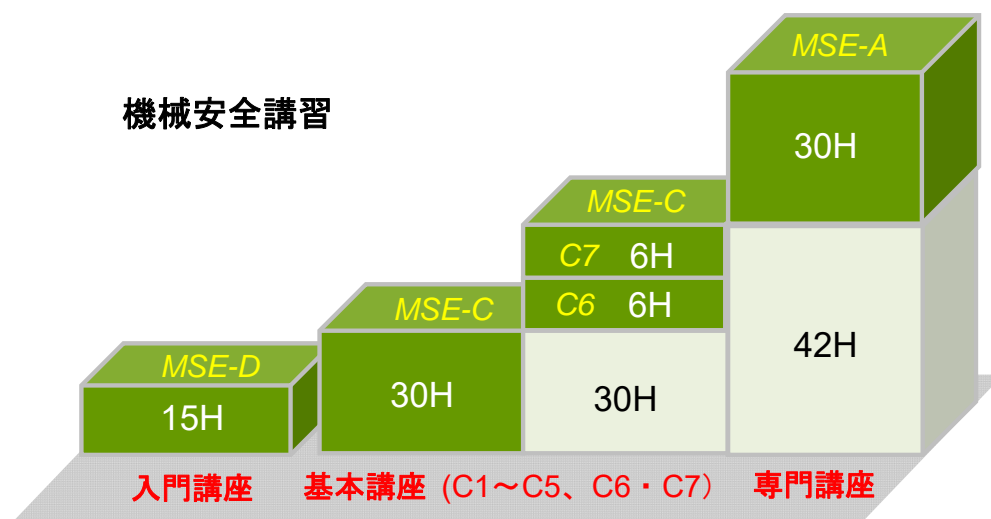 機械安全講習
MSE-A
30H
42H
MSE-C
C7 6H
C6 6H
30H
MSE-C
30H
MSE-D
15H
入門講座
基本講座 (C1～C5、C6・C7)
専門講座